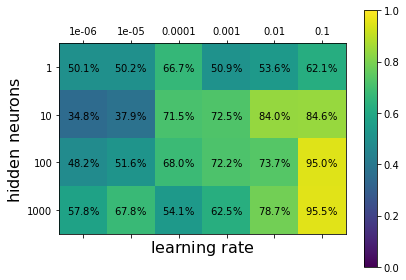 1e-06 1e-05 0.0001 0.001 0.01 0.1
1 50.1% 50.2% 66.7% 50.9% 53.6% 62.1%
10 34.8% 37.9% 71.5% 72.5% 84.0% 84.6%
100 48.2% 51.6% 68.0% 72.2% 73.7% 95.0%
1000 57.8% 67.8% 54.1% 62.5% 78.7% 95.5%
hidden neurons
learning rate
1.0
0.8
0.6
0.4
0.2
0.0